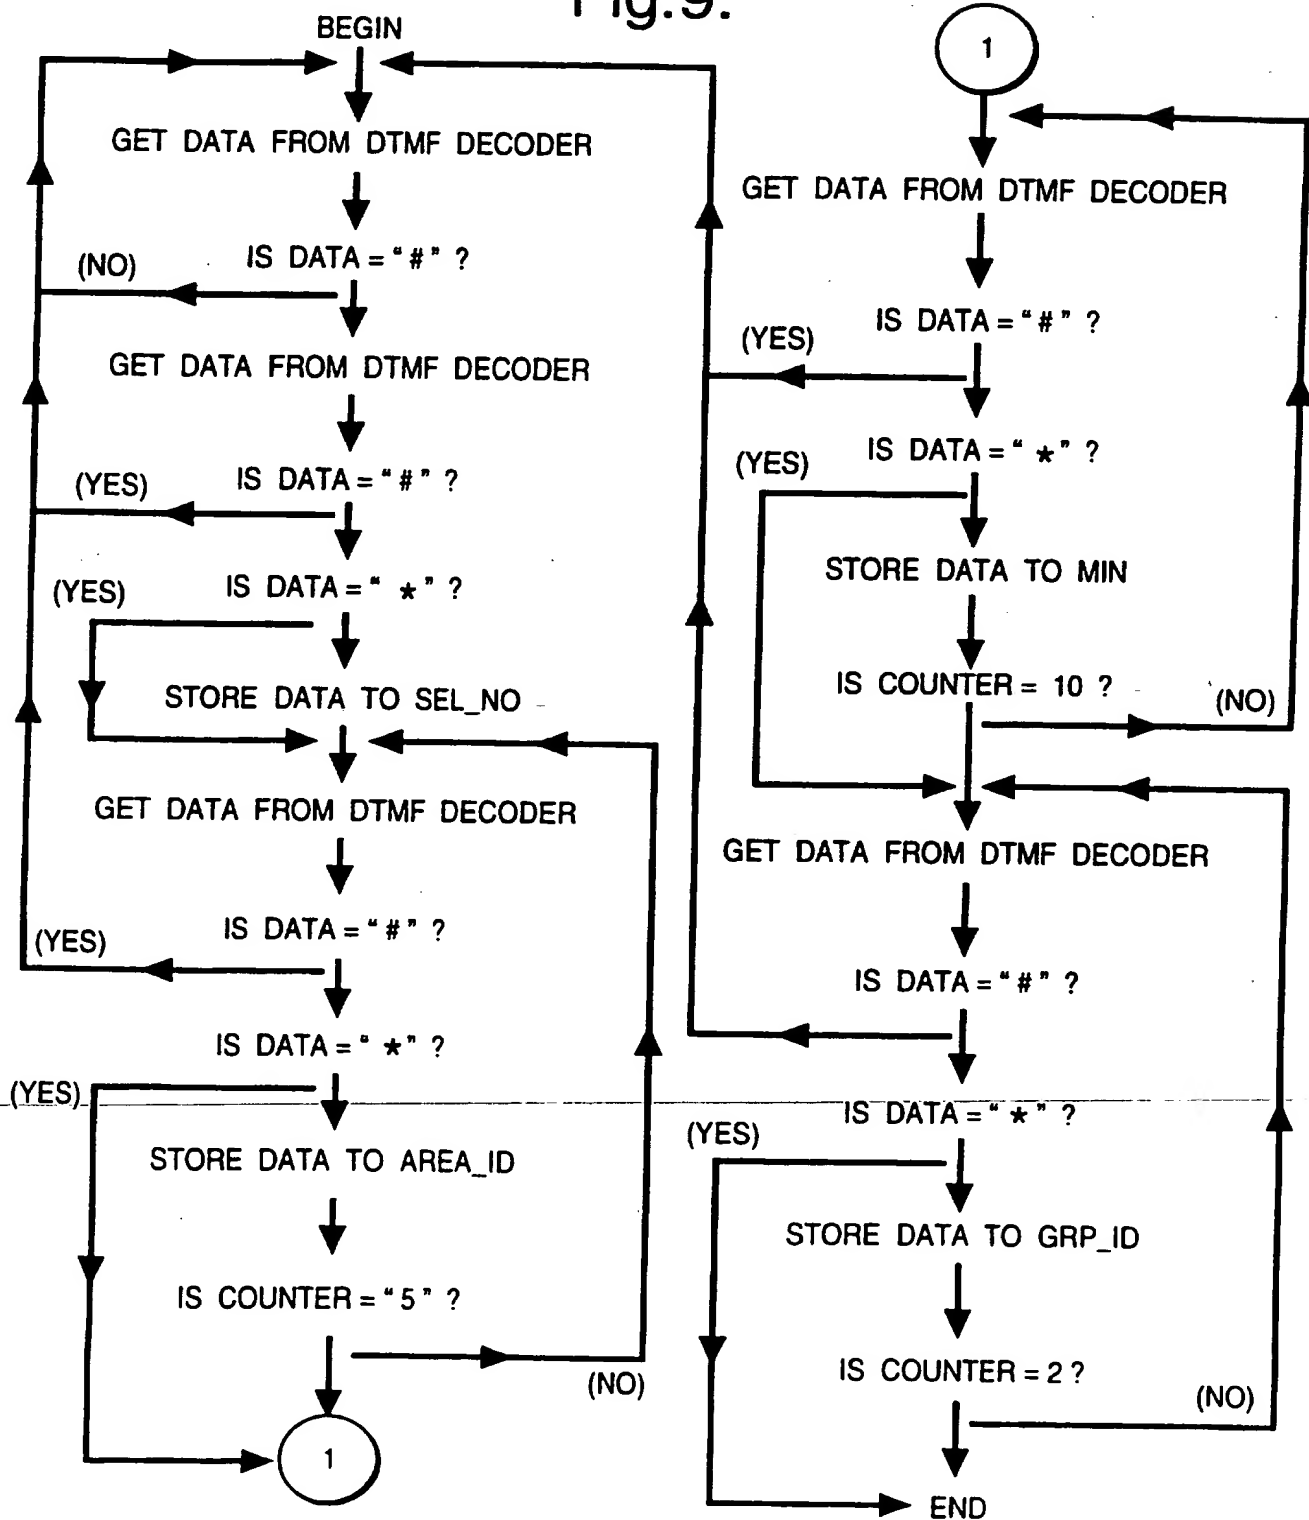 Fig.9.
BEGIN
GET DATA FROM DTMF DECODER
IS DATA = "#" ?
(NO)
GET DATA FROM DTMF DECODER
IS DATA = "#" ?
(YES)
IS DATA = "*" ?
(YES)
STORE DATA TO SEL_NO
GET DATA FROM DTMF DECODER
IS DATA = "#" ?
(YES)
IS DATA = "*" ?
(YES)
STORE DATA TO AREA_ID
IS COUNTER = "5" ?
(NO)
1
1
GET DATA FROM DTMF DECODER
IS DATA = "#" ?
(YES)
IS DATA = "*" ?
(YES)
STORE DATA TO MIN
IS COUNTER = 10 ?
(NO)
GET DATA FROM DTMF DECODER
IS DATA = "#" ?
IS DATA = "*" ?
(YES)
STORE DATA TO GRP_ID
IS COUNTER = 2 ?
(NO)
END